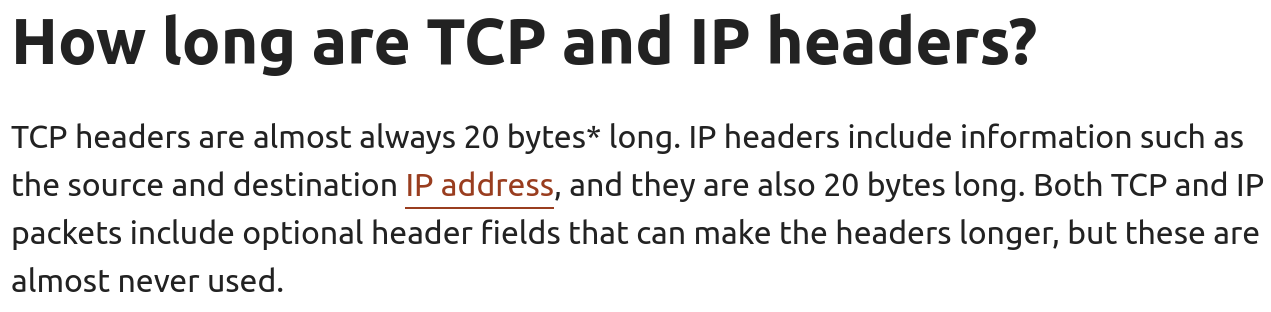 How long are TCP and IP headers?
TCP headers are almost always 20 bytes* long. IP headers include information such as
the source and destination IP address, and they are also 20 bytes long. Both TCP and IP
packets include optional header fields that can make the headers longer, but these are
almost never used.